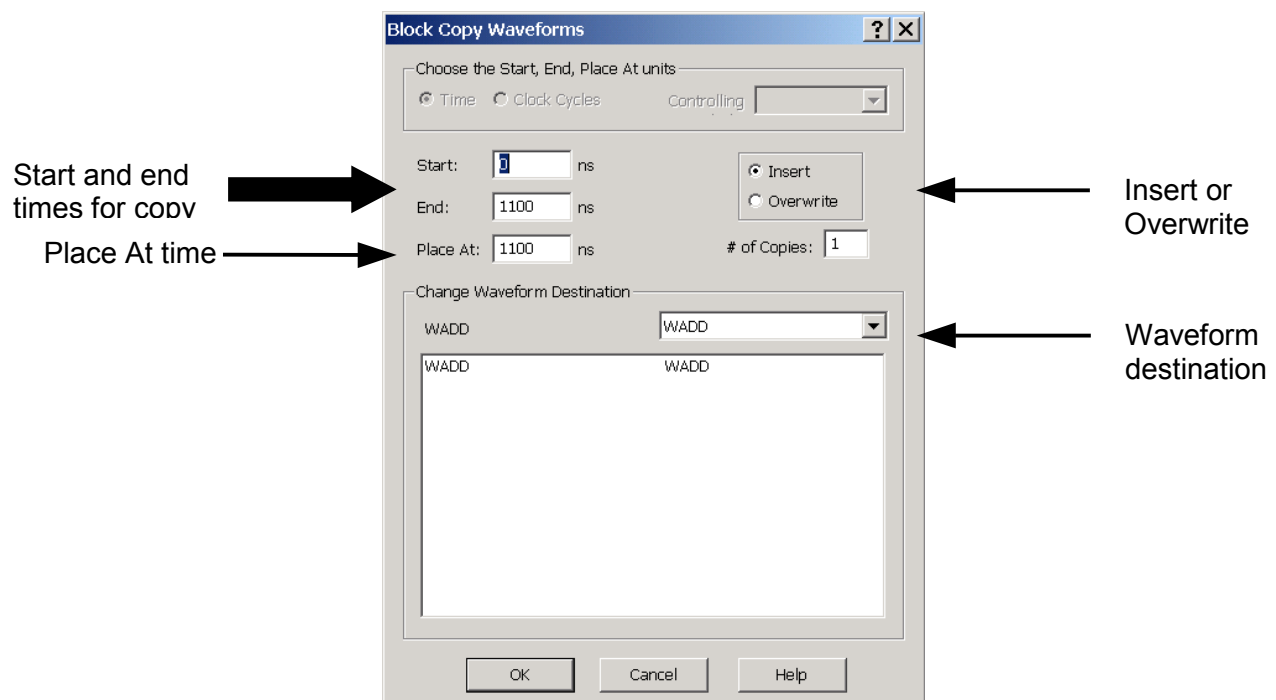 Block Copy Waveforms
Choose the Start, End, Place At units
Time Clock Cycles Controlling
Start: 0 ns
Insert
End: 1100 ns
Overwrite
Place At: 1100 ns
# of Copies: 1
Change Waveform Destination
WADD WADD
WADD WADD
OK Cancel Help
Start and end
times for copy
Place At time
Insert or
Overwrite
Waveform
destination